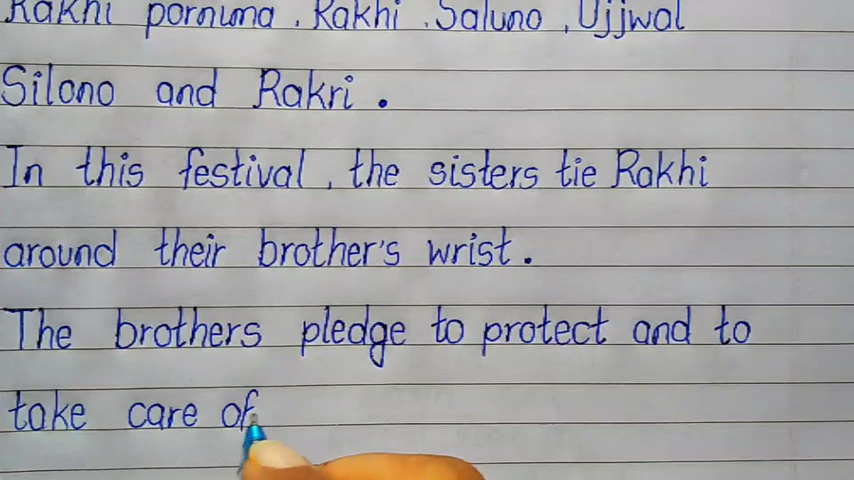 Rakhi pornima, Rakhi, Saluno, Ujjwal
Silono and Rakri.
In this festival, the sisters tie Rakhi
around their brother's wrist.
The brothers pledge to protect and to
take care of